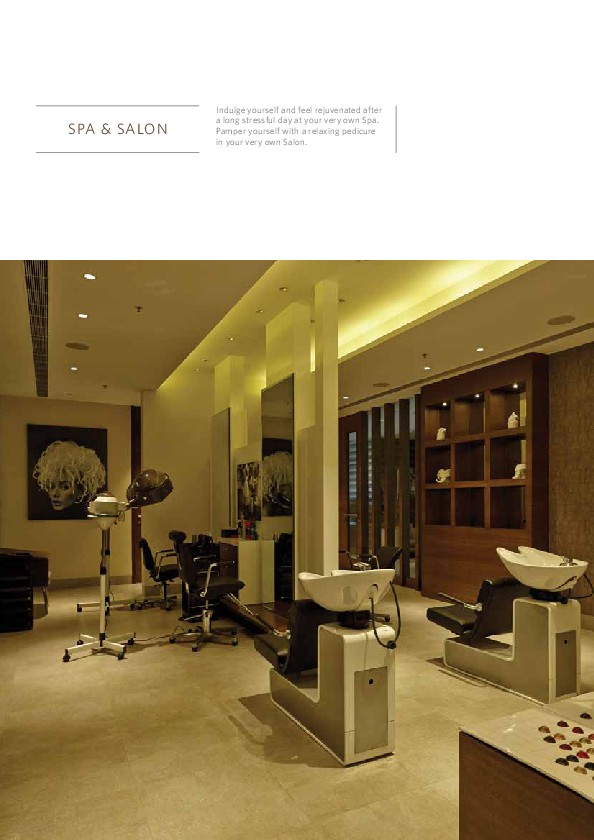 SPA & SALON
Indulge yourself and feel rejuvenated after
a long stressful day at your very own Spa.
Pamper yourself with a relaxing pedicure
in your very own Salon.